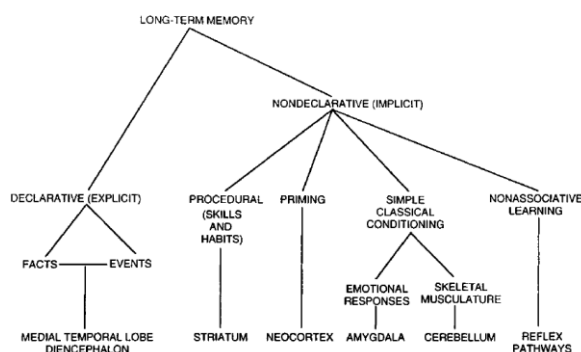 LONG-TERM MEMORY
NONDECLARATIVE (IMPLICIT)
DECLARATIVE (EXPLICIT)
PROCEDURAL
(SKILLS
AND
HABITS)
PRIMING
SIMPLE
CLASSICAL
CONDITIONING
NONASSOCIATIVE
LEARNING
FACTS
EVENTS
EMOTIONAL
RESPONSES
SKELETAL
MUSCULATURE
MEDIAL TEMPORAL LOBE
DIENCEPHALON
STRIATUM
NEOCORTEX
AMYGDALA
CEREBELLUM
REFLEX
PATHWAYS